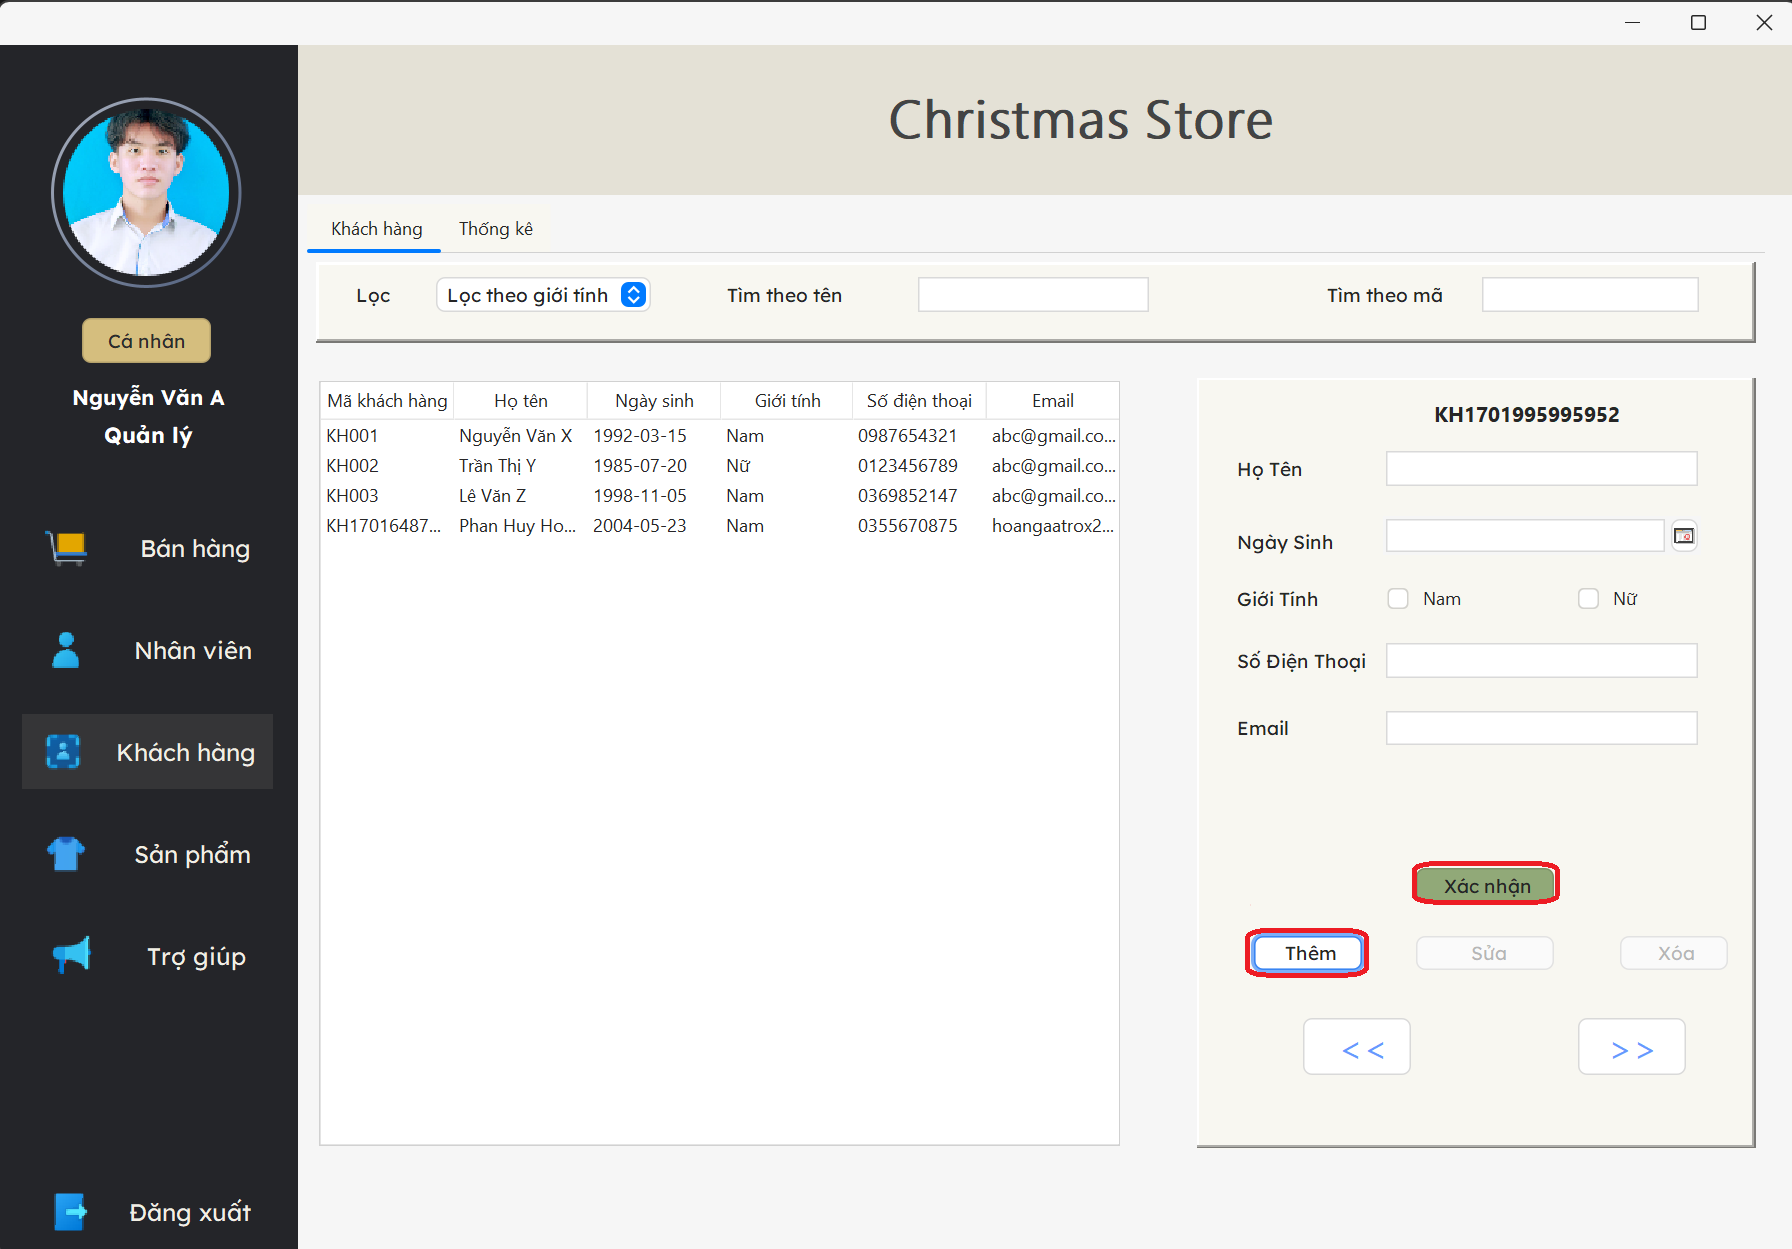 Christmas Store
Cá nhân
Nguyễn Văn A
Quản lý
Bán hàng
Nhân viên
Khách hàng
Sản phẩm
Trợ giúp
Đăng xuất
Khách hàng Thống kê
Lọc Lọc theo giới tính Tìm theo tên Tìm theo mã
Mã khách hàng Họ tên Ngày sinh Giới tính Số điện thoại Email
KH001 Nguyễn Văn X 1992-03-15 Nam 0987654321 abc@gmail.co...
KH002 Trần Thị Y 1985-07-20 Nữ 0123456789 abc@gmail.co...
KH003 Lê Văn Z 1998-11-05 Nam 0369852147 abc@gmail.co...
KH17016487... Phan Huy Ho... 2004-05-23 Nam 0355670875 hoangaatrox2...
KH1701995995952
Họ Tên
Ngày Sinh
Giới Tính Nam Nữ
Số Điện Thoại
Email
Xác nhận
Thêm Sửa Xóa
<< >>